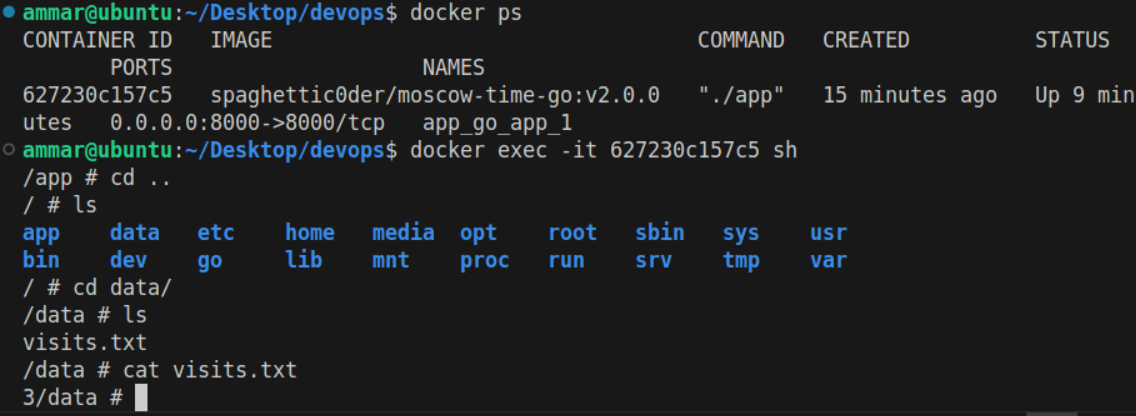 ammar@ubuntu:~/Desktop/devops$ docker ps
CONTAINER ID   IMAGE                                    COMMAND   CREATED          STATUS
          PORTS                    NAMES
627230c157c5   spaghettic0der/moscow-time-go:v2.0.0   "./app"   15 minutes ago   Up 9 min
utes   0.0.0.0:8000->8000/tcp   app_go_app_1
ammar@ubuntu:~/Desktop/devops$ docker exec -it 627230c157c5 sh
/app # cd ..
/ # ls
app    data   etc    home   media  opt    root   sbin   sys    usr
bin    dev    go     lib    mnt    proc   run    srv    tmp    var
/ # cd data/
/data # ls
visits.txt
/data # cat visits.txt
3/data #